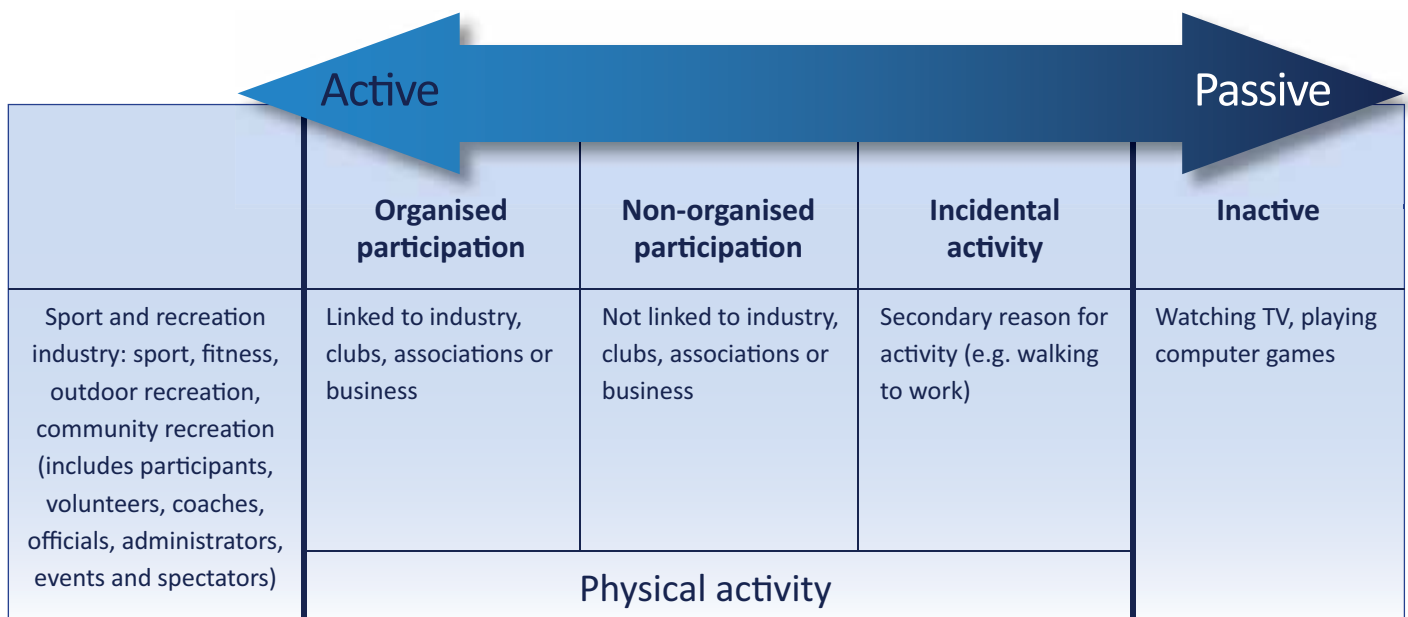 Active
Passive
Organised
participation
Non-organised
participation
Incidental
activity
Inactive
Sport and recreation
industry: sport, fitness,
outdoor recreation,
community recreation
(includes participants,
volunteers, coaches,
officials, administrators,
events and spectators)
Linked to industry,
clubs, associations or
business
Not linked to industry,
clubs, associations or
business
Secondary reason for
activity (e.g. walking
to work)
Watching TV, playing
computer games
Physical activity